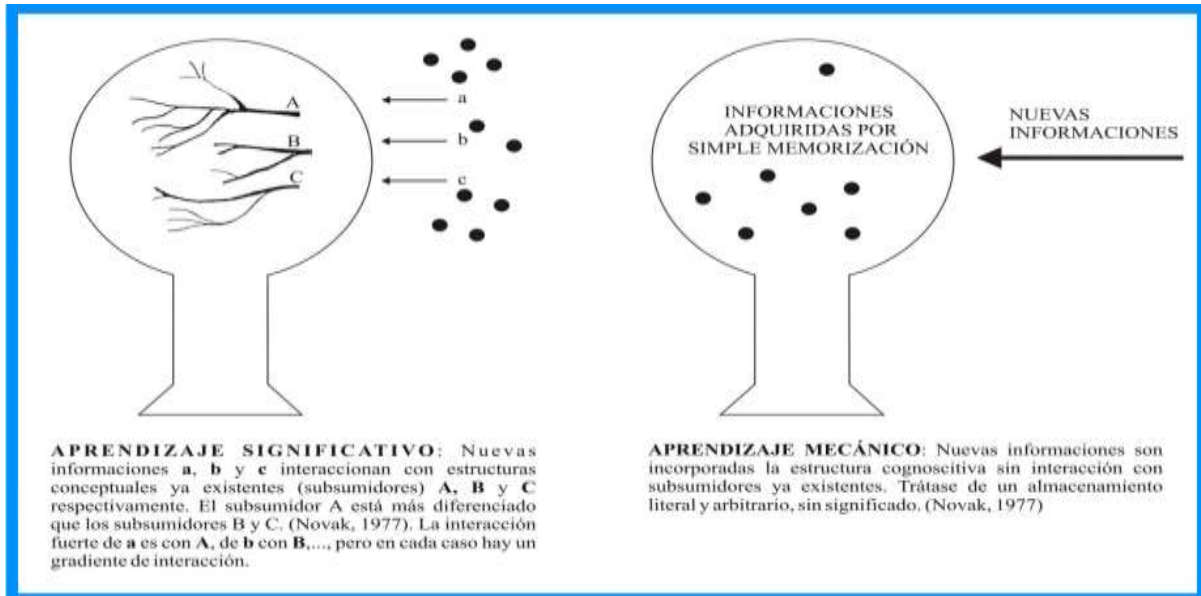 A
B
C
a
b
c
INFORMACIONES
ADQUIRIDAS POR
SIMPLE MEMORIZACIÓN
NUEVAS
INFORMACIONES
APRENDIZAJE SIGNIFICATIVO: Nuevas
informaciones a, b y c interaccionan con estructuras
conceptuales ya existentes (subsumidores) A, B y C
respectivamente. El subsumidor A está más diferenciado
que los subsumidores B y C. (Novak, 1977). La interacción
fuerte de a es con A, de b con B,..., pero en cada caso hay un
gradiente de interacción.
APRENDIZAJE MECÁNICO: Nuevas informaciones son
incorporadas la estructura cognoscitiva sin interacción con
subsumidores ya existentes. Trátase de un almacenamiento
literal y arbitrario, sin significado. (Novak, 1977)